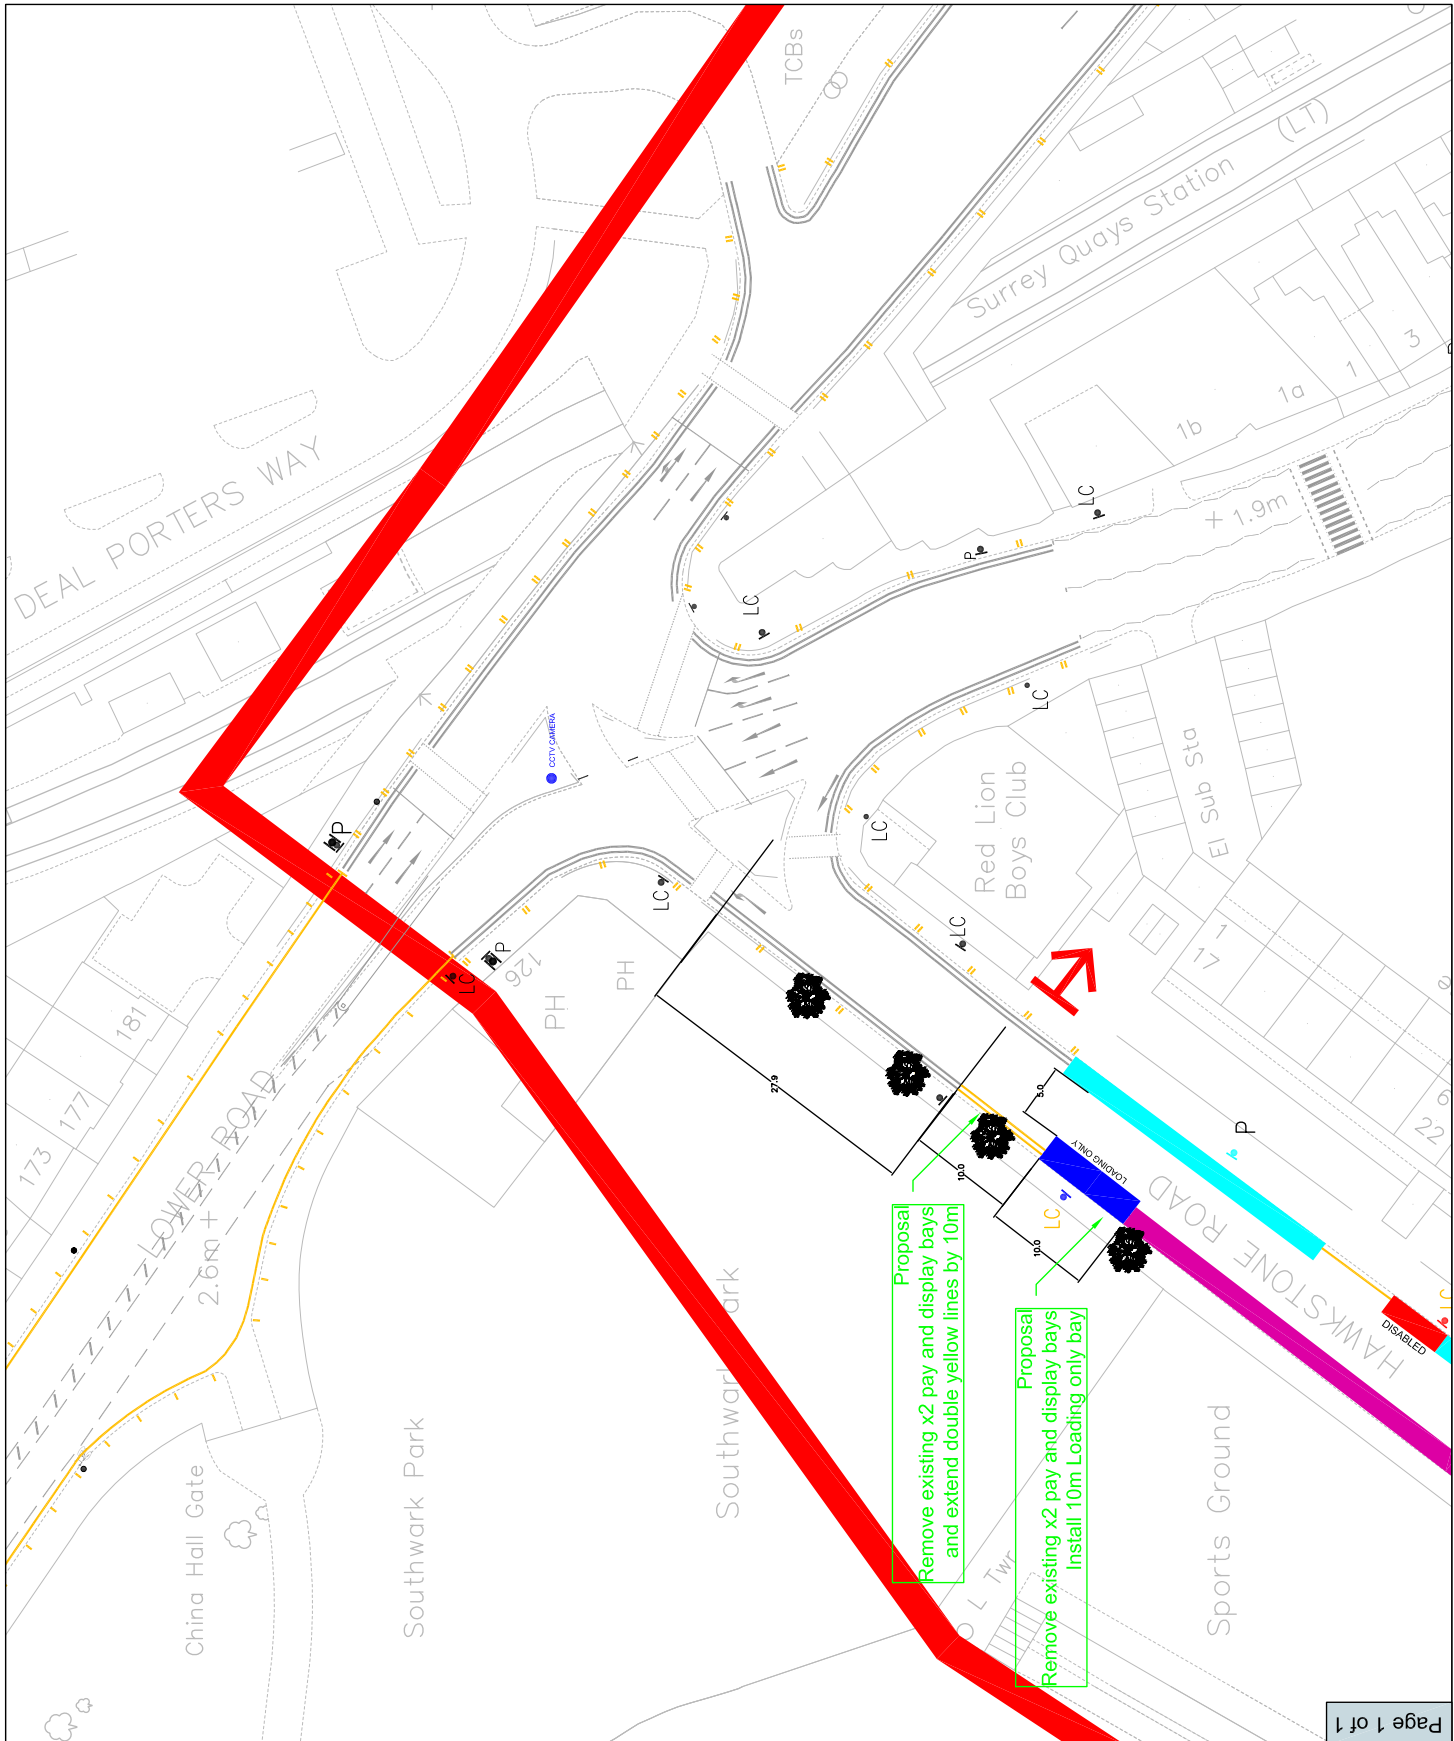 TCBs
(LT)
Surrey Quays Station
DEAL PORTERS WAY
3
1
1a
1b
LC
× 1.9m
P
LC
CCTV CAMERA
LC
El Sub Sta
Red Lion
Boys Club
LC
P
LC
LC
P
LC
126
PH
PH
1
17
181
177
173
LOWER ROAD
2.6m ×
27.9
5.0
10.0
10.0
LOADING ONLY
LC
P
22
6
HAWKSTONE ROAD
LC
DISABLED
Proposal
Remove existing x2 pay and display bays
and extend double yellow lines by 10m
Proposal
Remove existing x2 pay and display bays
Install 10m Loading only bay
Southwark Park
Southwark Park
China Hall Gate
Sports Ground
L Twr
Page 1 of 1